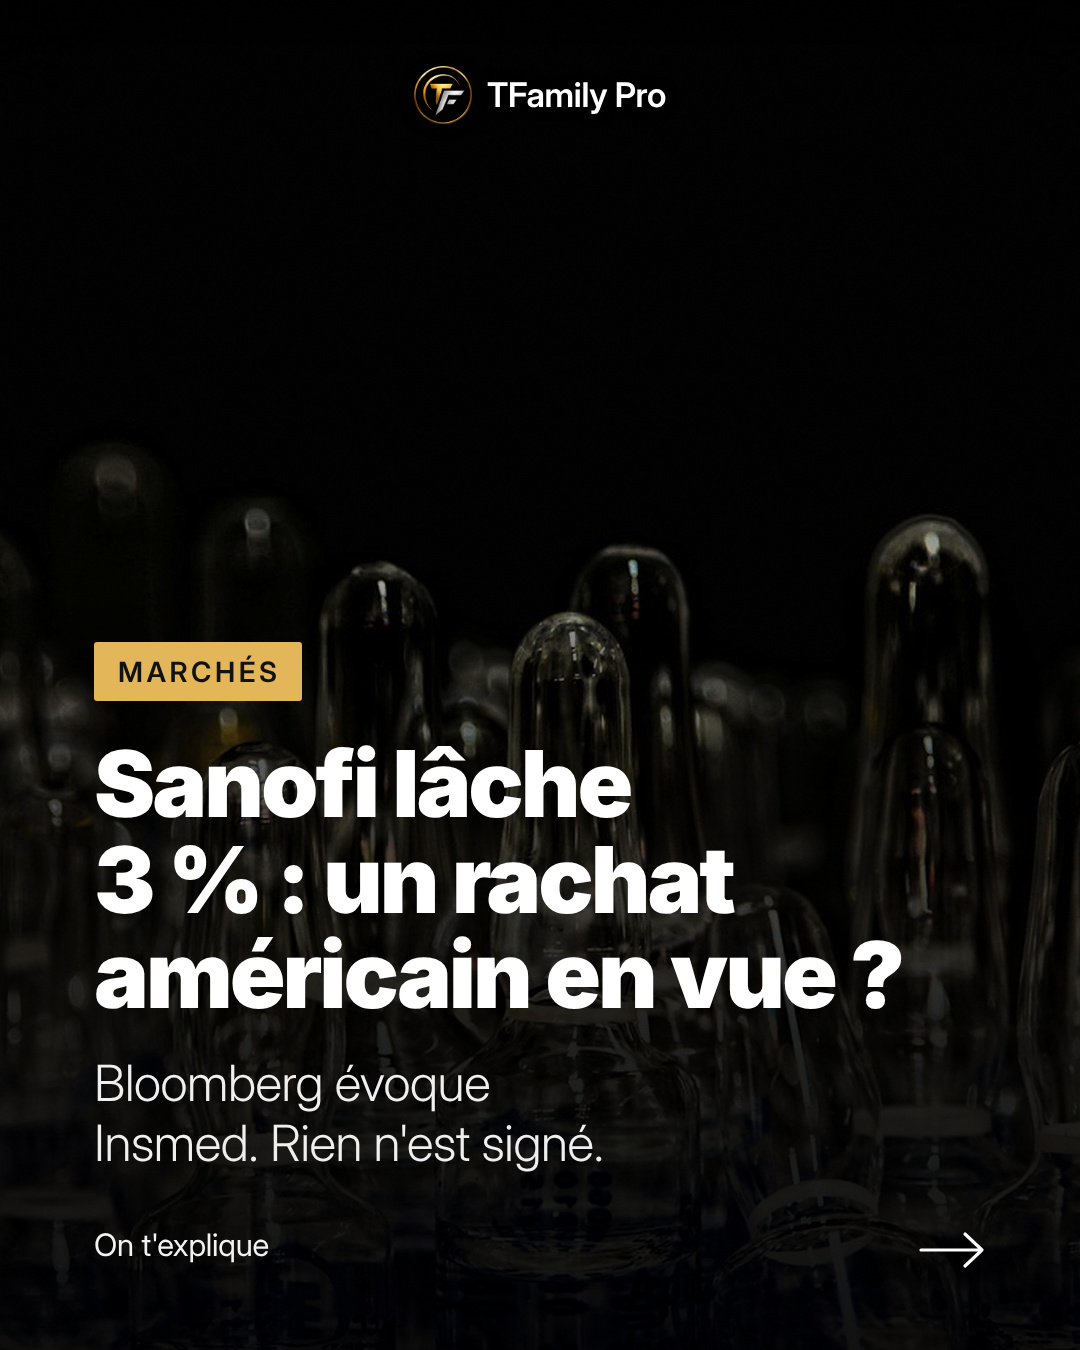 TFamily Pro
MARCHÉS
Sanofi lâche
3 % : un rachat
américain en vue ?
Bloomberg évoque
Insmed. Rien n'est signé.
On t'explique